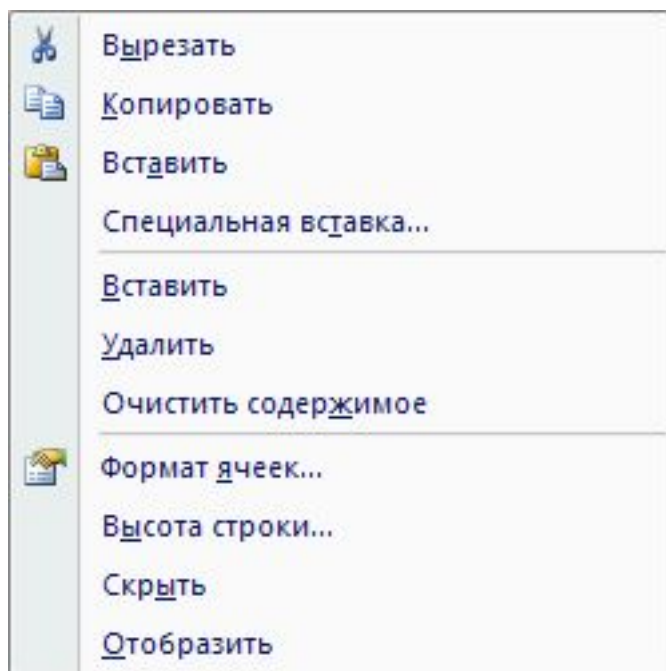 Вырезать
Копировать
Вставить
Специальная вставка...
Вставить
Удалить
Очистить содержимое
Формат ячеек...
Высота строки...
Скрыть
Отобразить